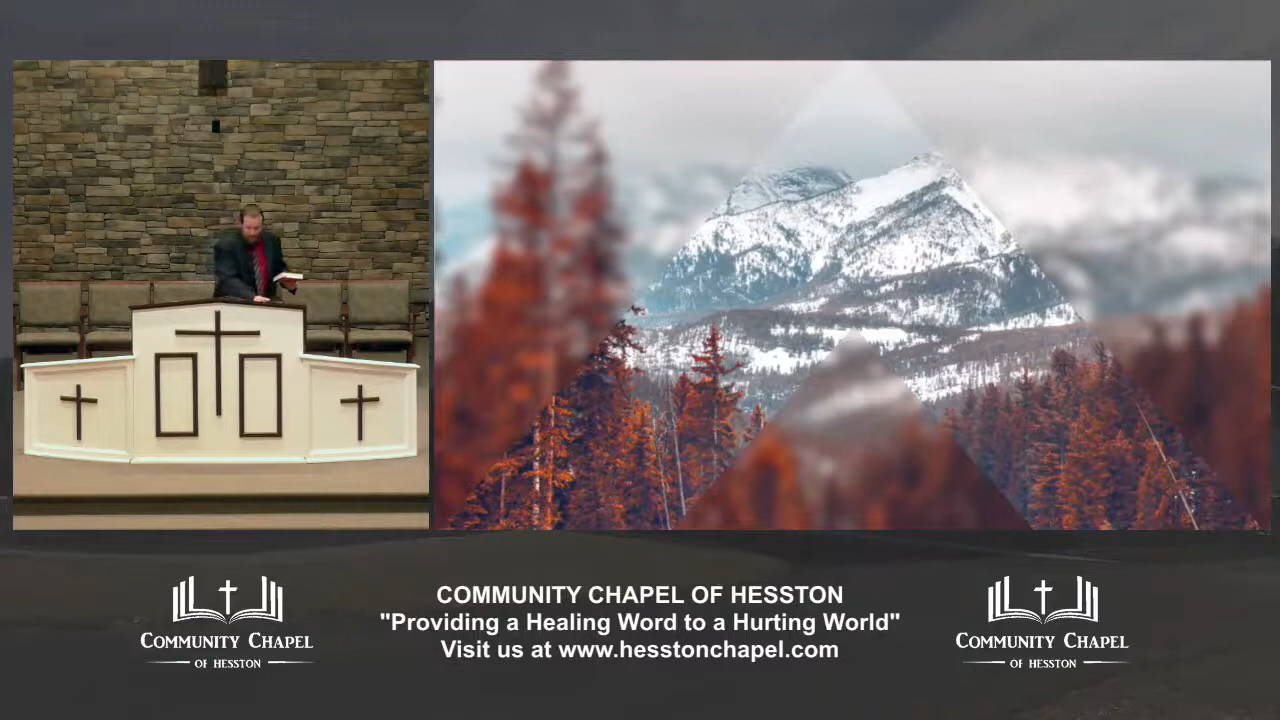 COMMUNITY CHAPEL
OF HESSTON
COMMUNITY CHAPEL OF HESSTON
"Providing a Healing Word to a Hurting World"
Visit us at www.hesstonchapel.com
COMMUNITY CHAPEL
OF HESSTON